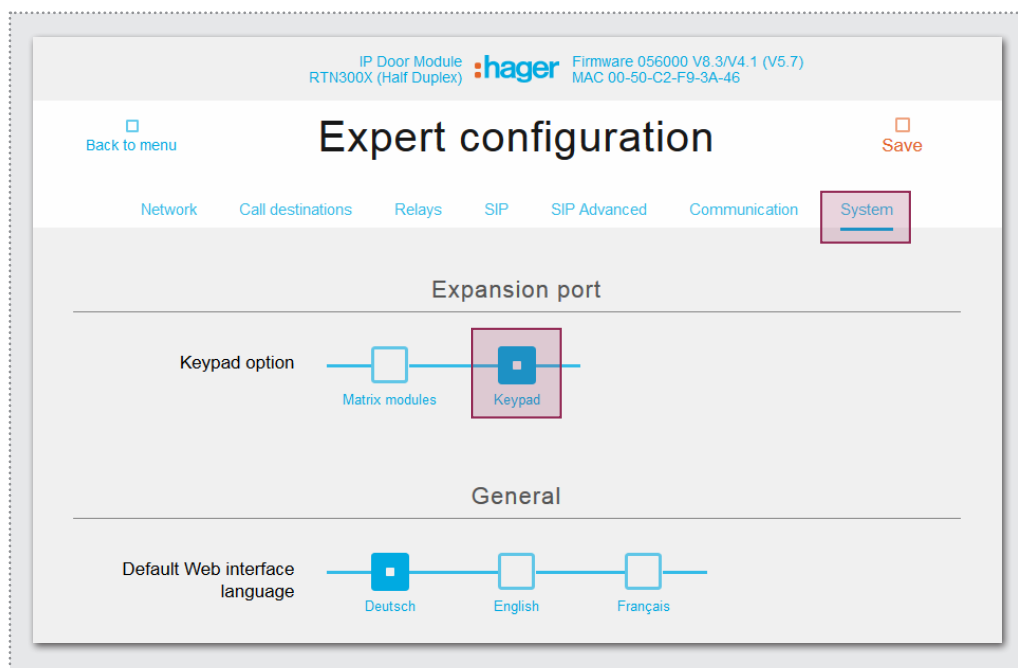 IP Door Module
RTN300X (Half Duplex)
:hager
Firmware 056000 V8.3/V4.1 (V5.7)
MAC 00-50-C2-F9-3A-46
Back to menu
Expert configuration
Save
Network Call destinations Relays SIP SIP Advanced Communication System
Expansion port
Keypad option
Matrix modules Keypad
General
Default Web interface
language
Deutsch English Français